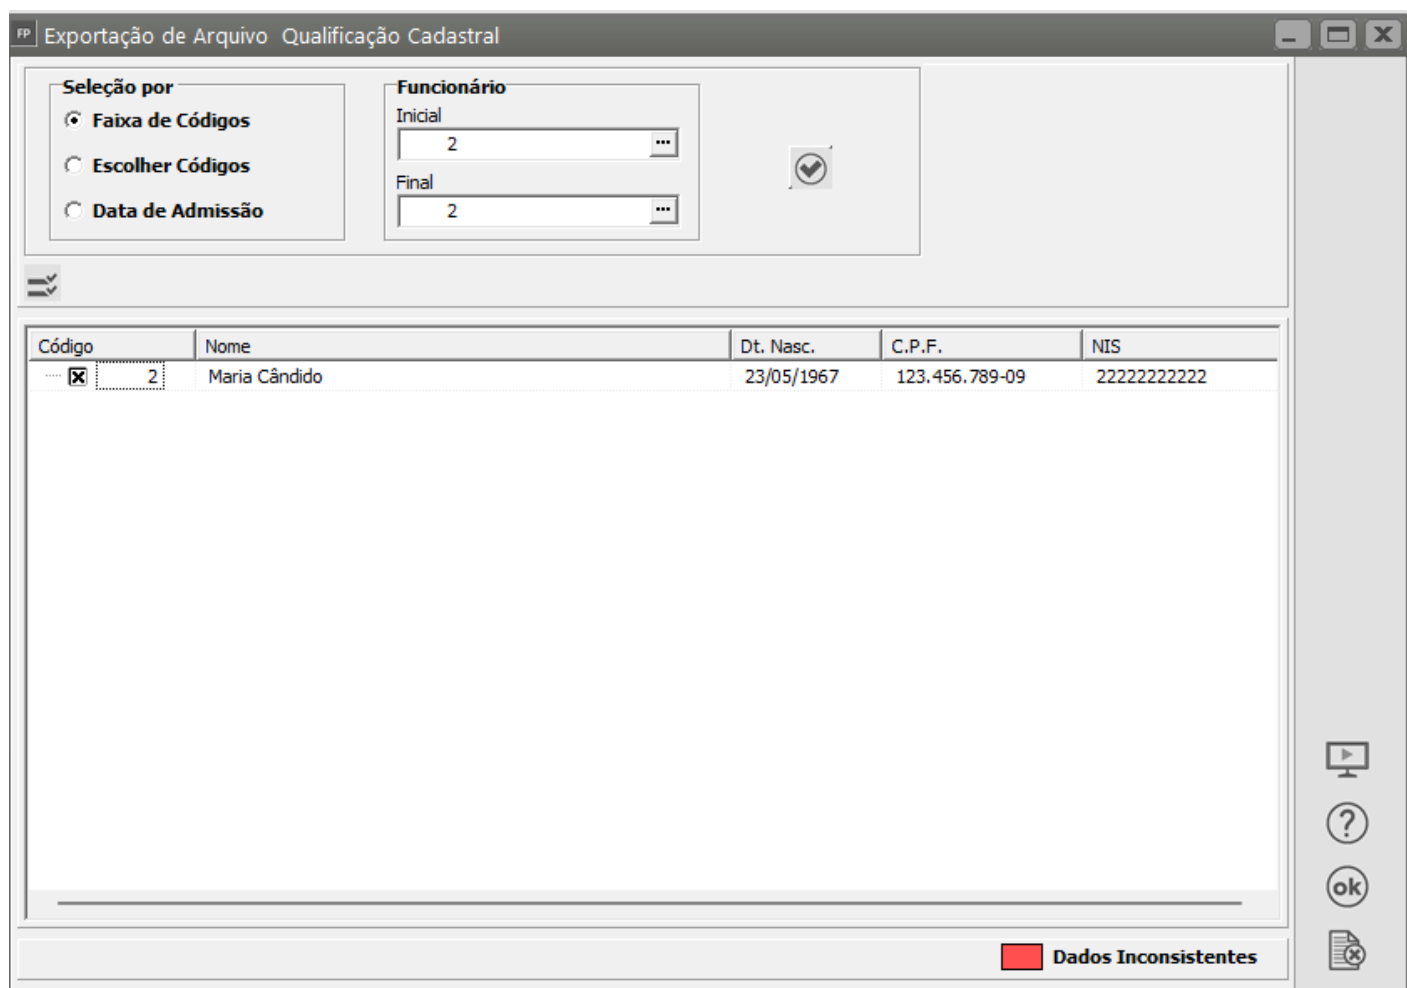 FP Exportação de Arquivo Qualificação Cadastral
Seleção por
Faixa de Códigos
Escolher Códigos
Data de Admissão
Funcionário
Inicial
2 ...
Final
2 ...
Código Nome Dt. Nasc. C.P.F. NIS
2 Maria Cândido 23/05/1967 123.456.789-09 22222222222
?
ok
Dados Inconsistentes